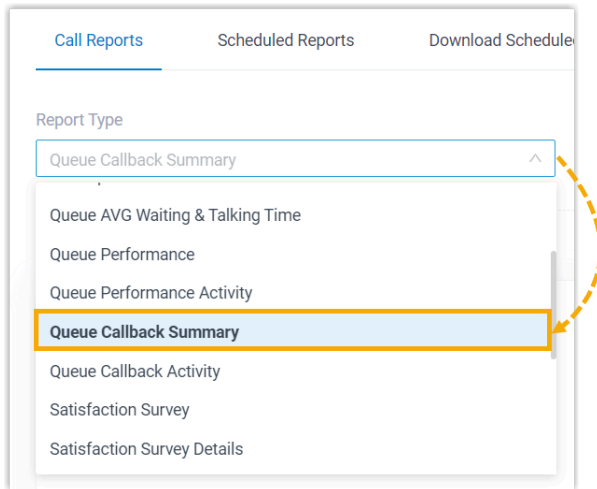 Call Reports Scheduled Reports Download Schedule
Report Type
Queue Callback Summary
Queue AVG Waiting & Talking Time
Queue Performance
Queue Performance Activity
Queue Callback Summary
Queue Callback Activity
Satisfaction Survey
Satisfaction Survey Details